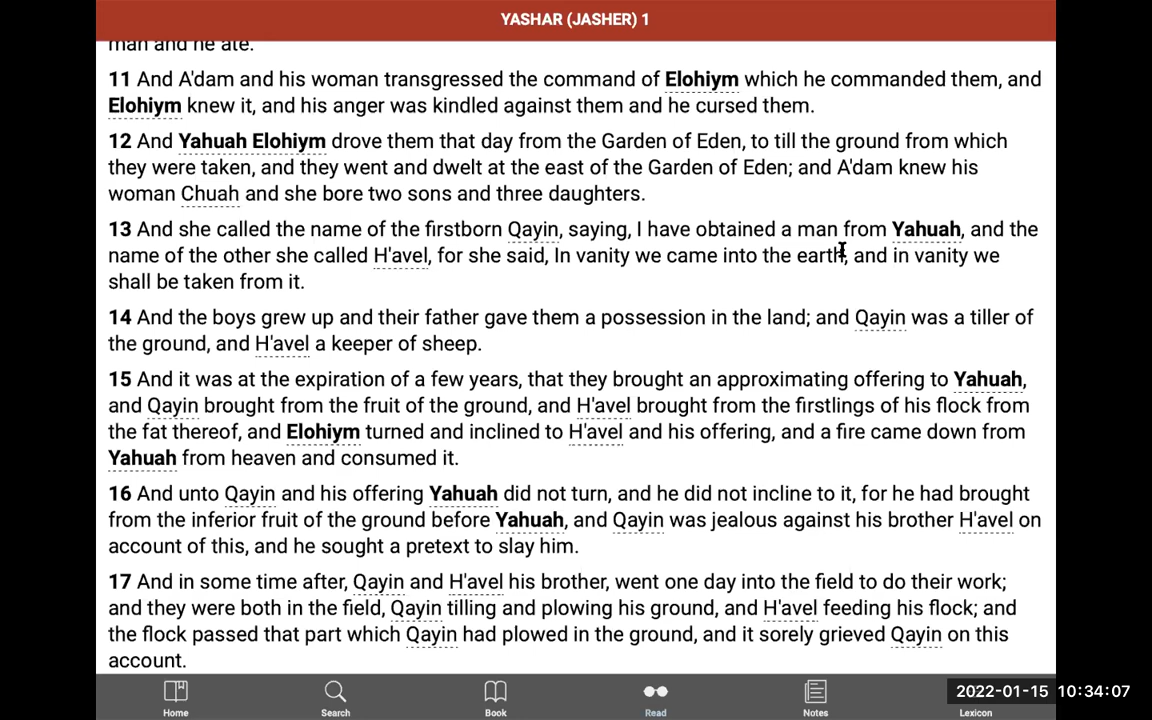 YASHAR (JASHER) 1
man and he ate.
11 And A'dam and his woman transgressed the command of Elohiym which he commanded them, and
Elohiym knew it, and his anger was kindled against them and he cursed them.
12 And Yahuah Elohiym drove them that day from the Garden of Eden, to till the ground from which
they were taken, and they went and dwelt at the east of the Garden of Eden; and A'dam knew his
woman Chuah and she bore two sons and three daughters.
13 And she called the name of the firstborn Qayin, saying, I have obtained a man from Yahuah, and the
name of the other she called H'avel, for she said, In vanity we came into the earth, and in vanity we
shall be taken from it.
14 And the boys grew up and their father gave them a possession in the land; and Qayin was a tiller of
the ground, and H'avel a keeper of sheep.
15 And it was at the expiration of a few years, that they brought an approximating offering to Yahuah,
and Qayin brought from the fruit of the ground, and H'avel brought from the firstlings of his flock from
the fat thereof, and Elohiym turned and inclined to H'avel and his offering, and a fire came down from
Yahuah from heaven and consumed it.
16 And unto Qayin and his offering Yahuah did not turn, and he did not incline to it, for he had brought
from the inferior fruit of the ground before Yahuah, and Qayin was jealous against his brother H'avel on
account of this, and he sought a pretext to slay him.
17 And in some time after, Qayin and H'avel his brother, went one day into the field to do their work;
and they were both in the field, Qayin tilling and plowing his ground, and H'avel feeding his flock; and
the flock passed that part which Qayin had plowed in the ground, and it sorely grieved Qayin on this
account.
2022-01-15 10:34:07
Home Search Book Read Notes Lexicon